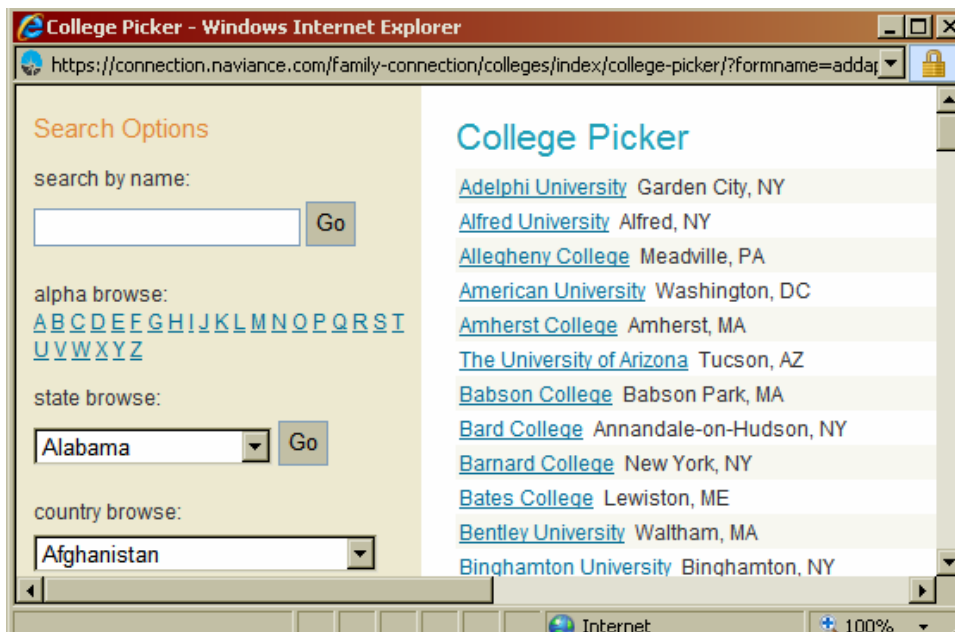 College Picker - Windows Internet Explorer
https://connection.naviance.com/family-connection/colleges/index/college-picker/?formname=addap
Search Options
search by name:
Go
alpha browse:
A B C D E F G H I J K L M N O P Q R S T
U V W X Y Z
state browse:
Alabama
Go
country browse:
Afghanistan
College Picker
Adelphi University Garden City, NY
Alfred University Alfred, NY
Allegheny College Meadville, PA
American University Washington, DC
Amherst College Amherst, MA
The University of Arizona Tucson, AZ
Babson College Babson Park, MA
Bard College Annandale-on-Hudson, NY
Barnard College New York, NY
Bates College Lewiston, ME
Bentley University Waltham, MA
Binghamton University Binghamton, NY
Internet
100%